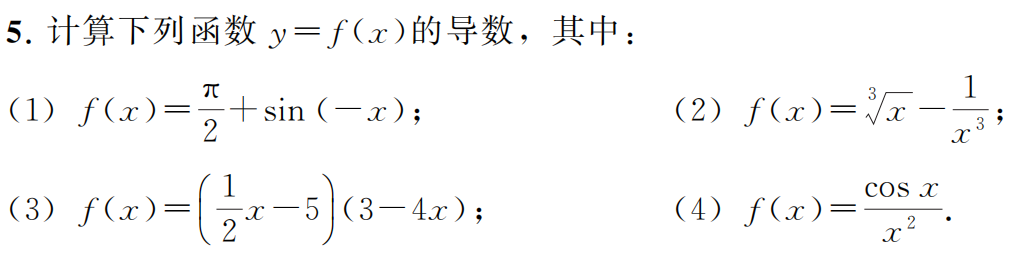 5. 计算下列函数 y=f(x)的导数，其中：
(1) f(x)=π/2+sin (-x)； (2) f(x)=∛x-1/x³；
(3) f(x)=(1/2x-5)(3-4x)； (4) f(x)=cos x/x².